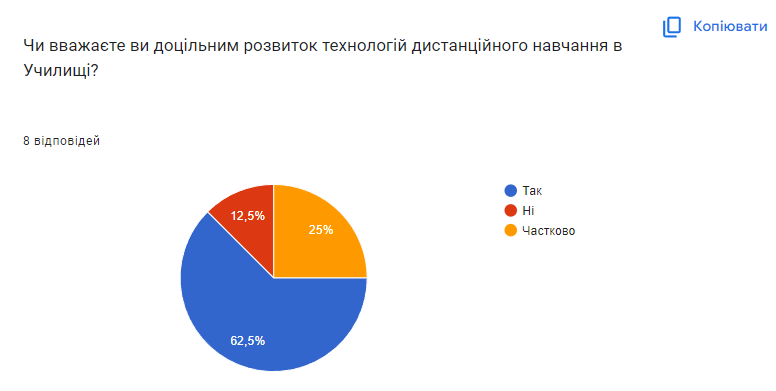 Копіювати
Чи вважаєте ви доцільним розвиток технологій дистанційного навчання в
Училищі?
8 відповідей
12,5%
25%
62,5%
Так
Ні
Частково